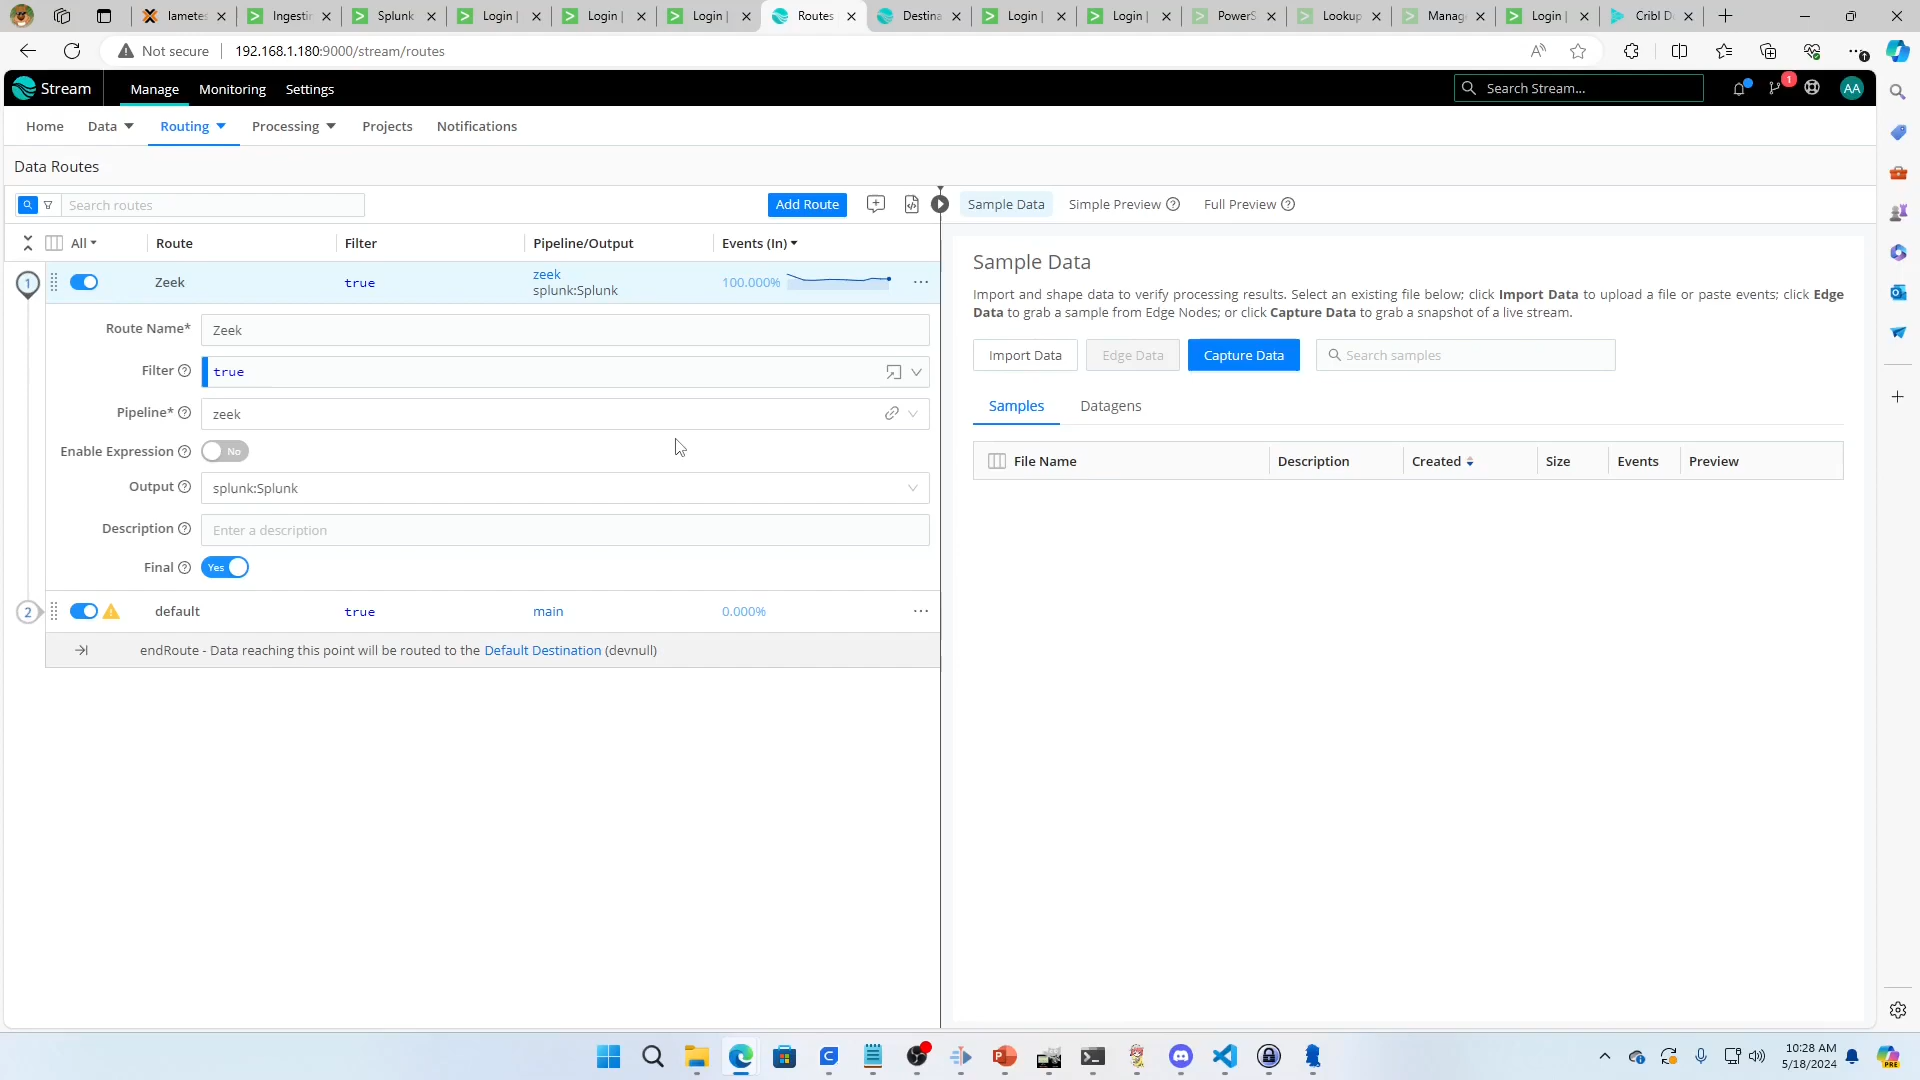 lametes
Ingestin
Splunk
Login |
Login |
Login |
Routes
Destina
Login |
Login |
PowerS
Lookup
Manag
Login |
Cribl D
Not secure
192.168.1.180:9000/stream/routes
Stream
Manage
Monitoring
Settings
Search Stream...
1
AA
Home
Data
Routing
Processing
Projects
Notifications
Data Routes
Search routes
Add Route
Sample Data
Simple Preview
Full Preview
All
Route
Filter
Pipeline/Output
Events (In)
1
Zeek
true
zeek
splunk:Splunk
100.000%
Route Name*
Zeek
Filter
true
Pipeline*
zeek
Enable Expression
No
Output
splunk:Splunk
Description
Enter a description
Final
Yes
2
default
true
main
0.000%
endRoute - Data reaching this point will be routed to the Default Destination (devnull)
Sample Data
Import and shape data to verify processing results. Select an existing file below; click Import Data to upload a file or paste events; click Edge
Data to grab a sample from Edge Nodes; or click Capture Data to grab a snapshot of a live stream.
Import Data
Edge Data
Capture Data
Search samples
Samples
Datagens
File Name
Description
Created
Size
Events
Preview
10:28 AM
5/18/2024
PRE